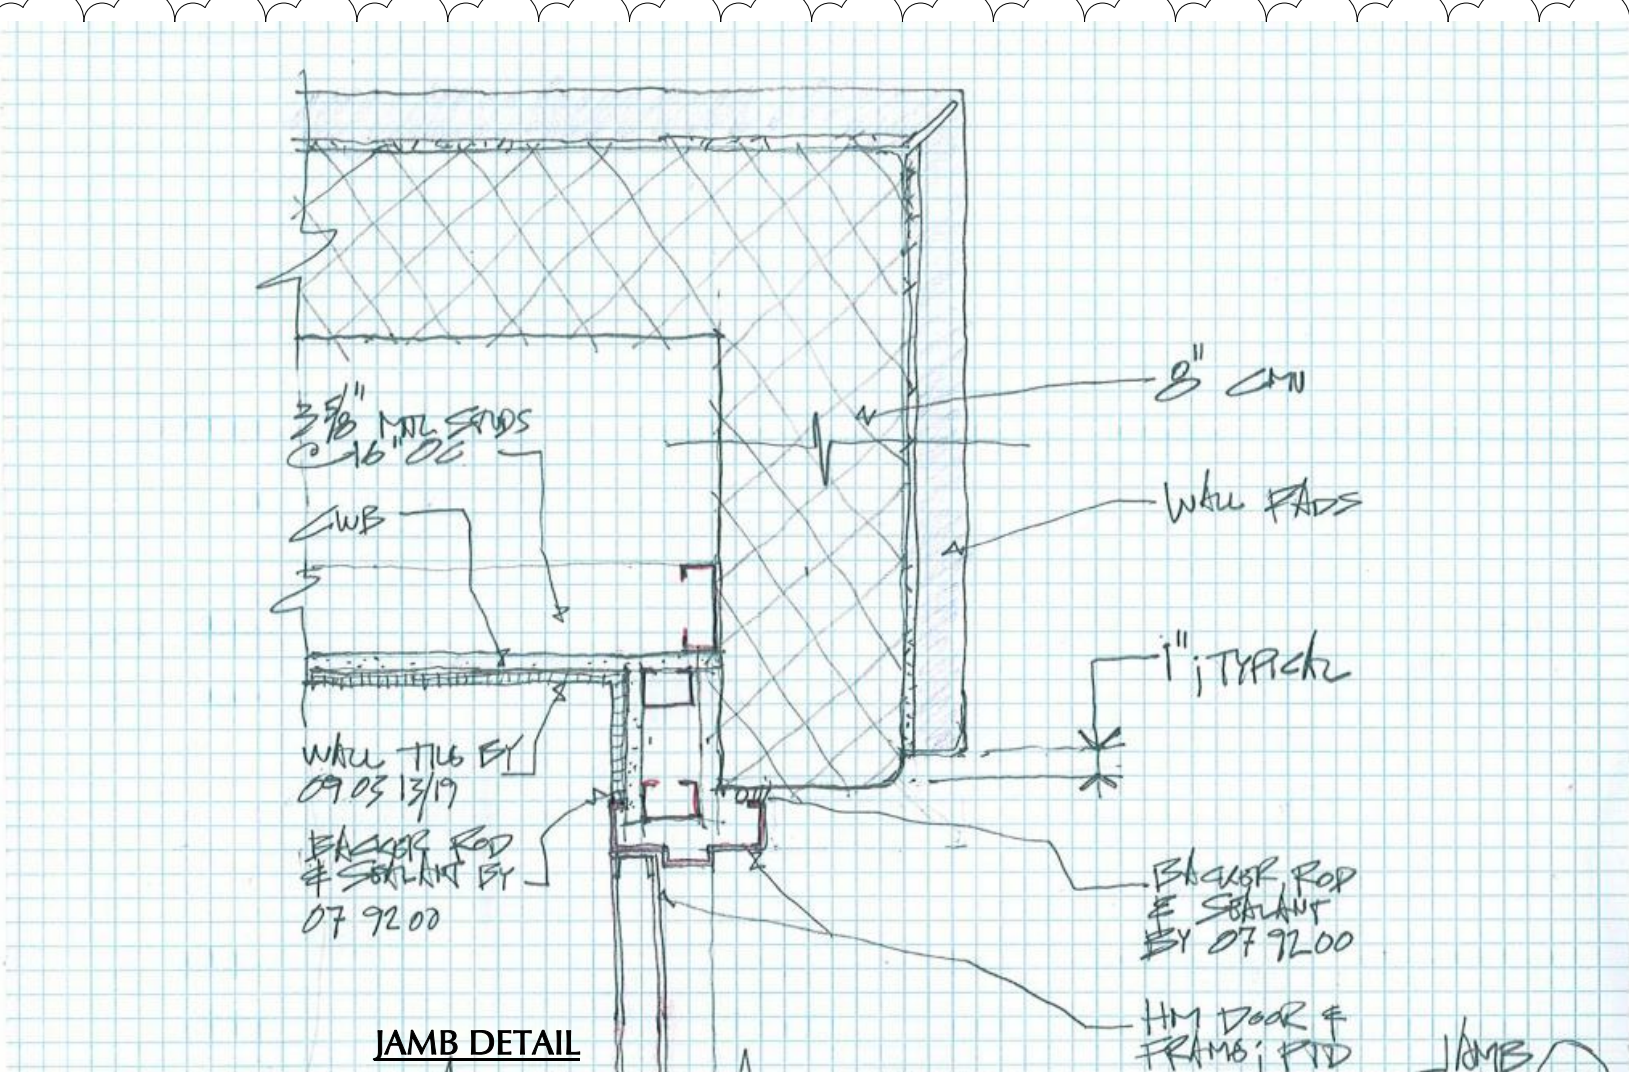 3 5/8" MTL STUDS
@ 16" OC
CWB
WALL TILE BY
09 03 13/19
BACKER ROD
& SEALANT BY
07 92 00
8" CMU
WALL PADS
1"; TYPICAL
BACKER ROD
& SEALANT
BY 07 92 00
HM DOOR &
FRAME; PTD
JAMB DETAIL
JAMB